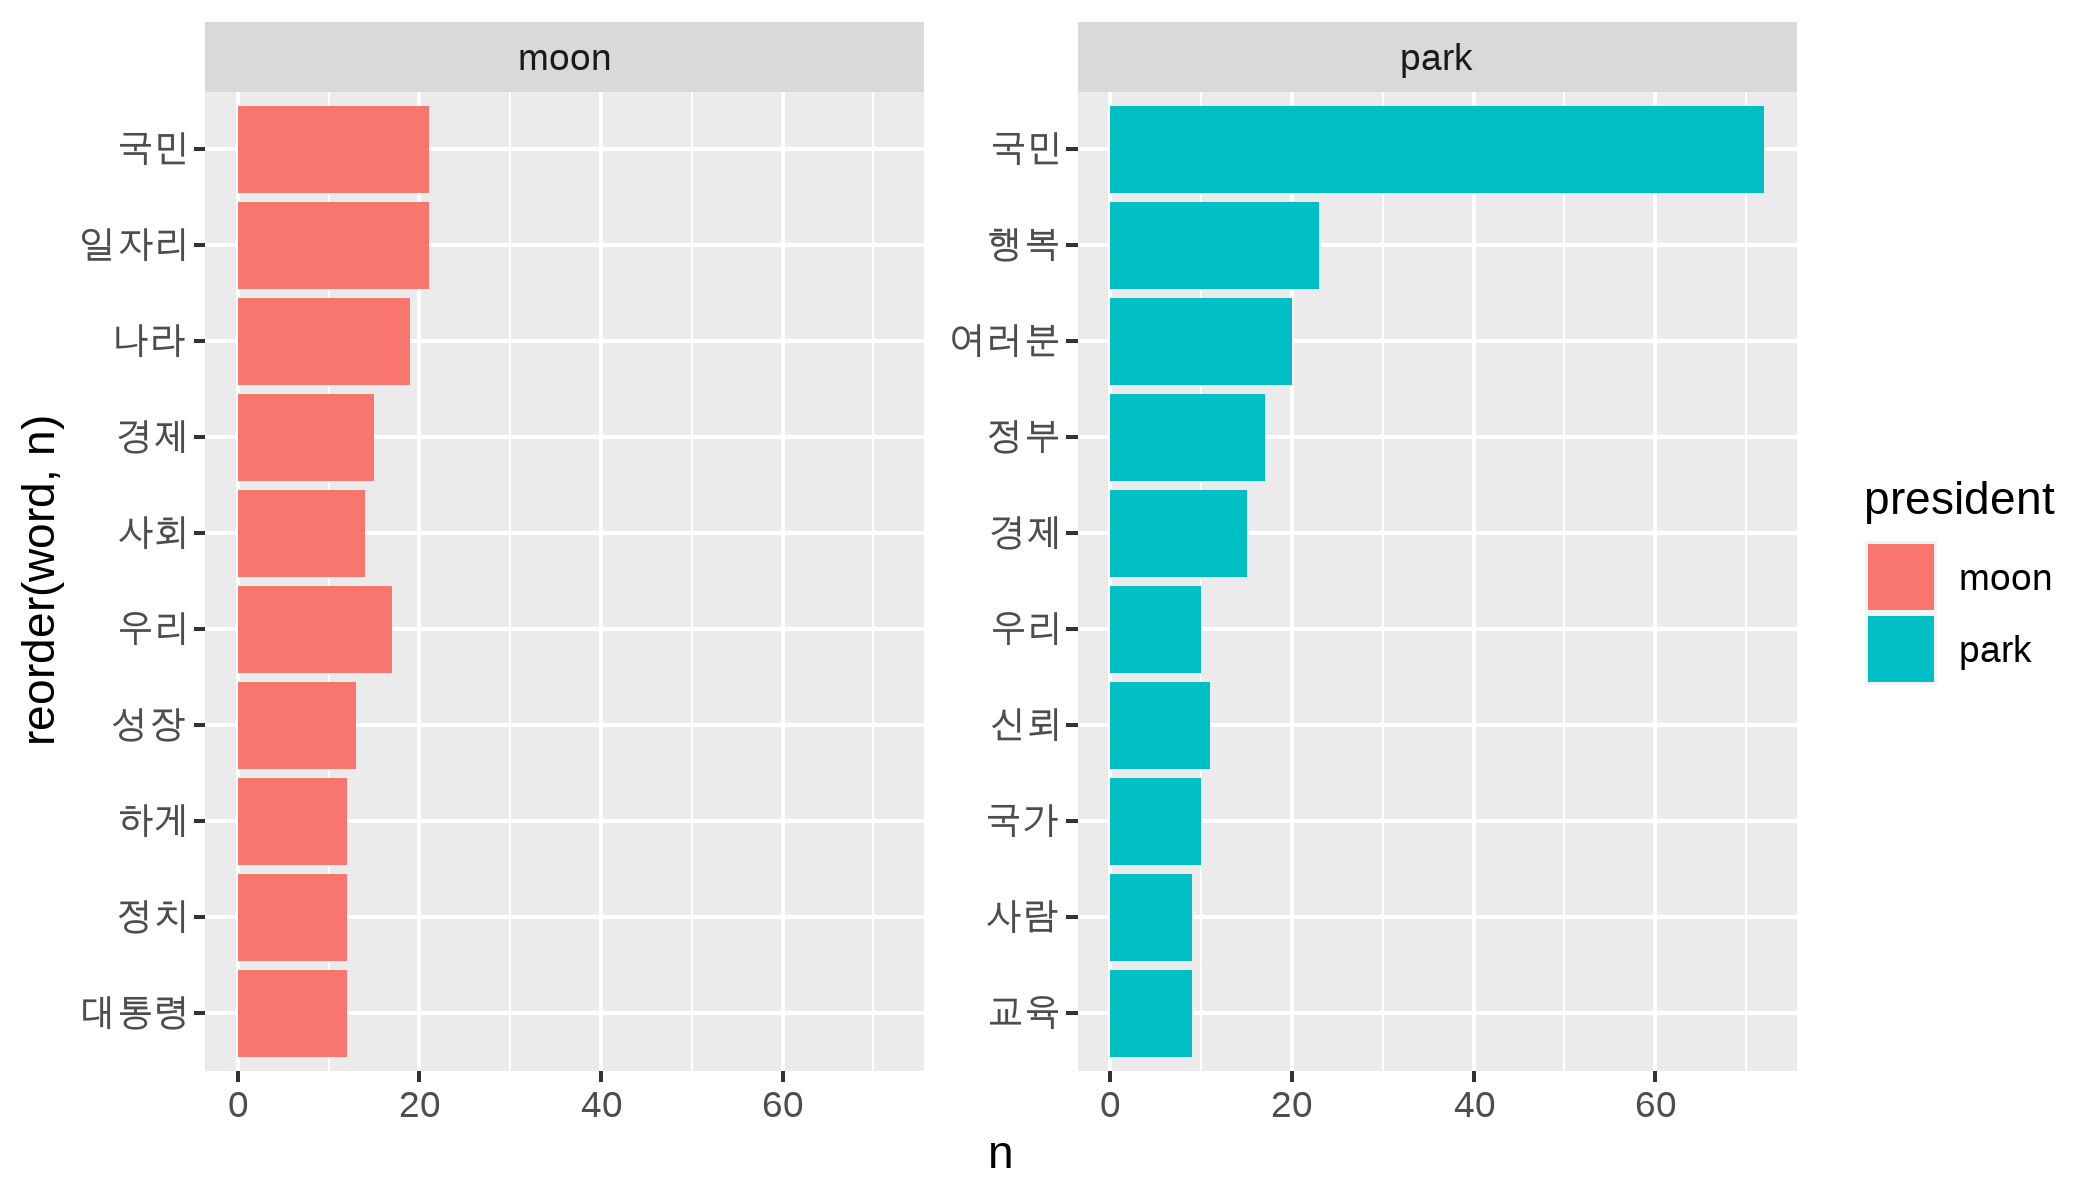 moon
park
국민
일자리
나라
경제
사회
우리
성장
하게
정치
대통령
국민
행복
여러분
정부
경제
우리
신뢰
국가
사람
교육
0 20 40 60
0 20 40 60
n
reorder(word, n)
president
moon
park